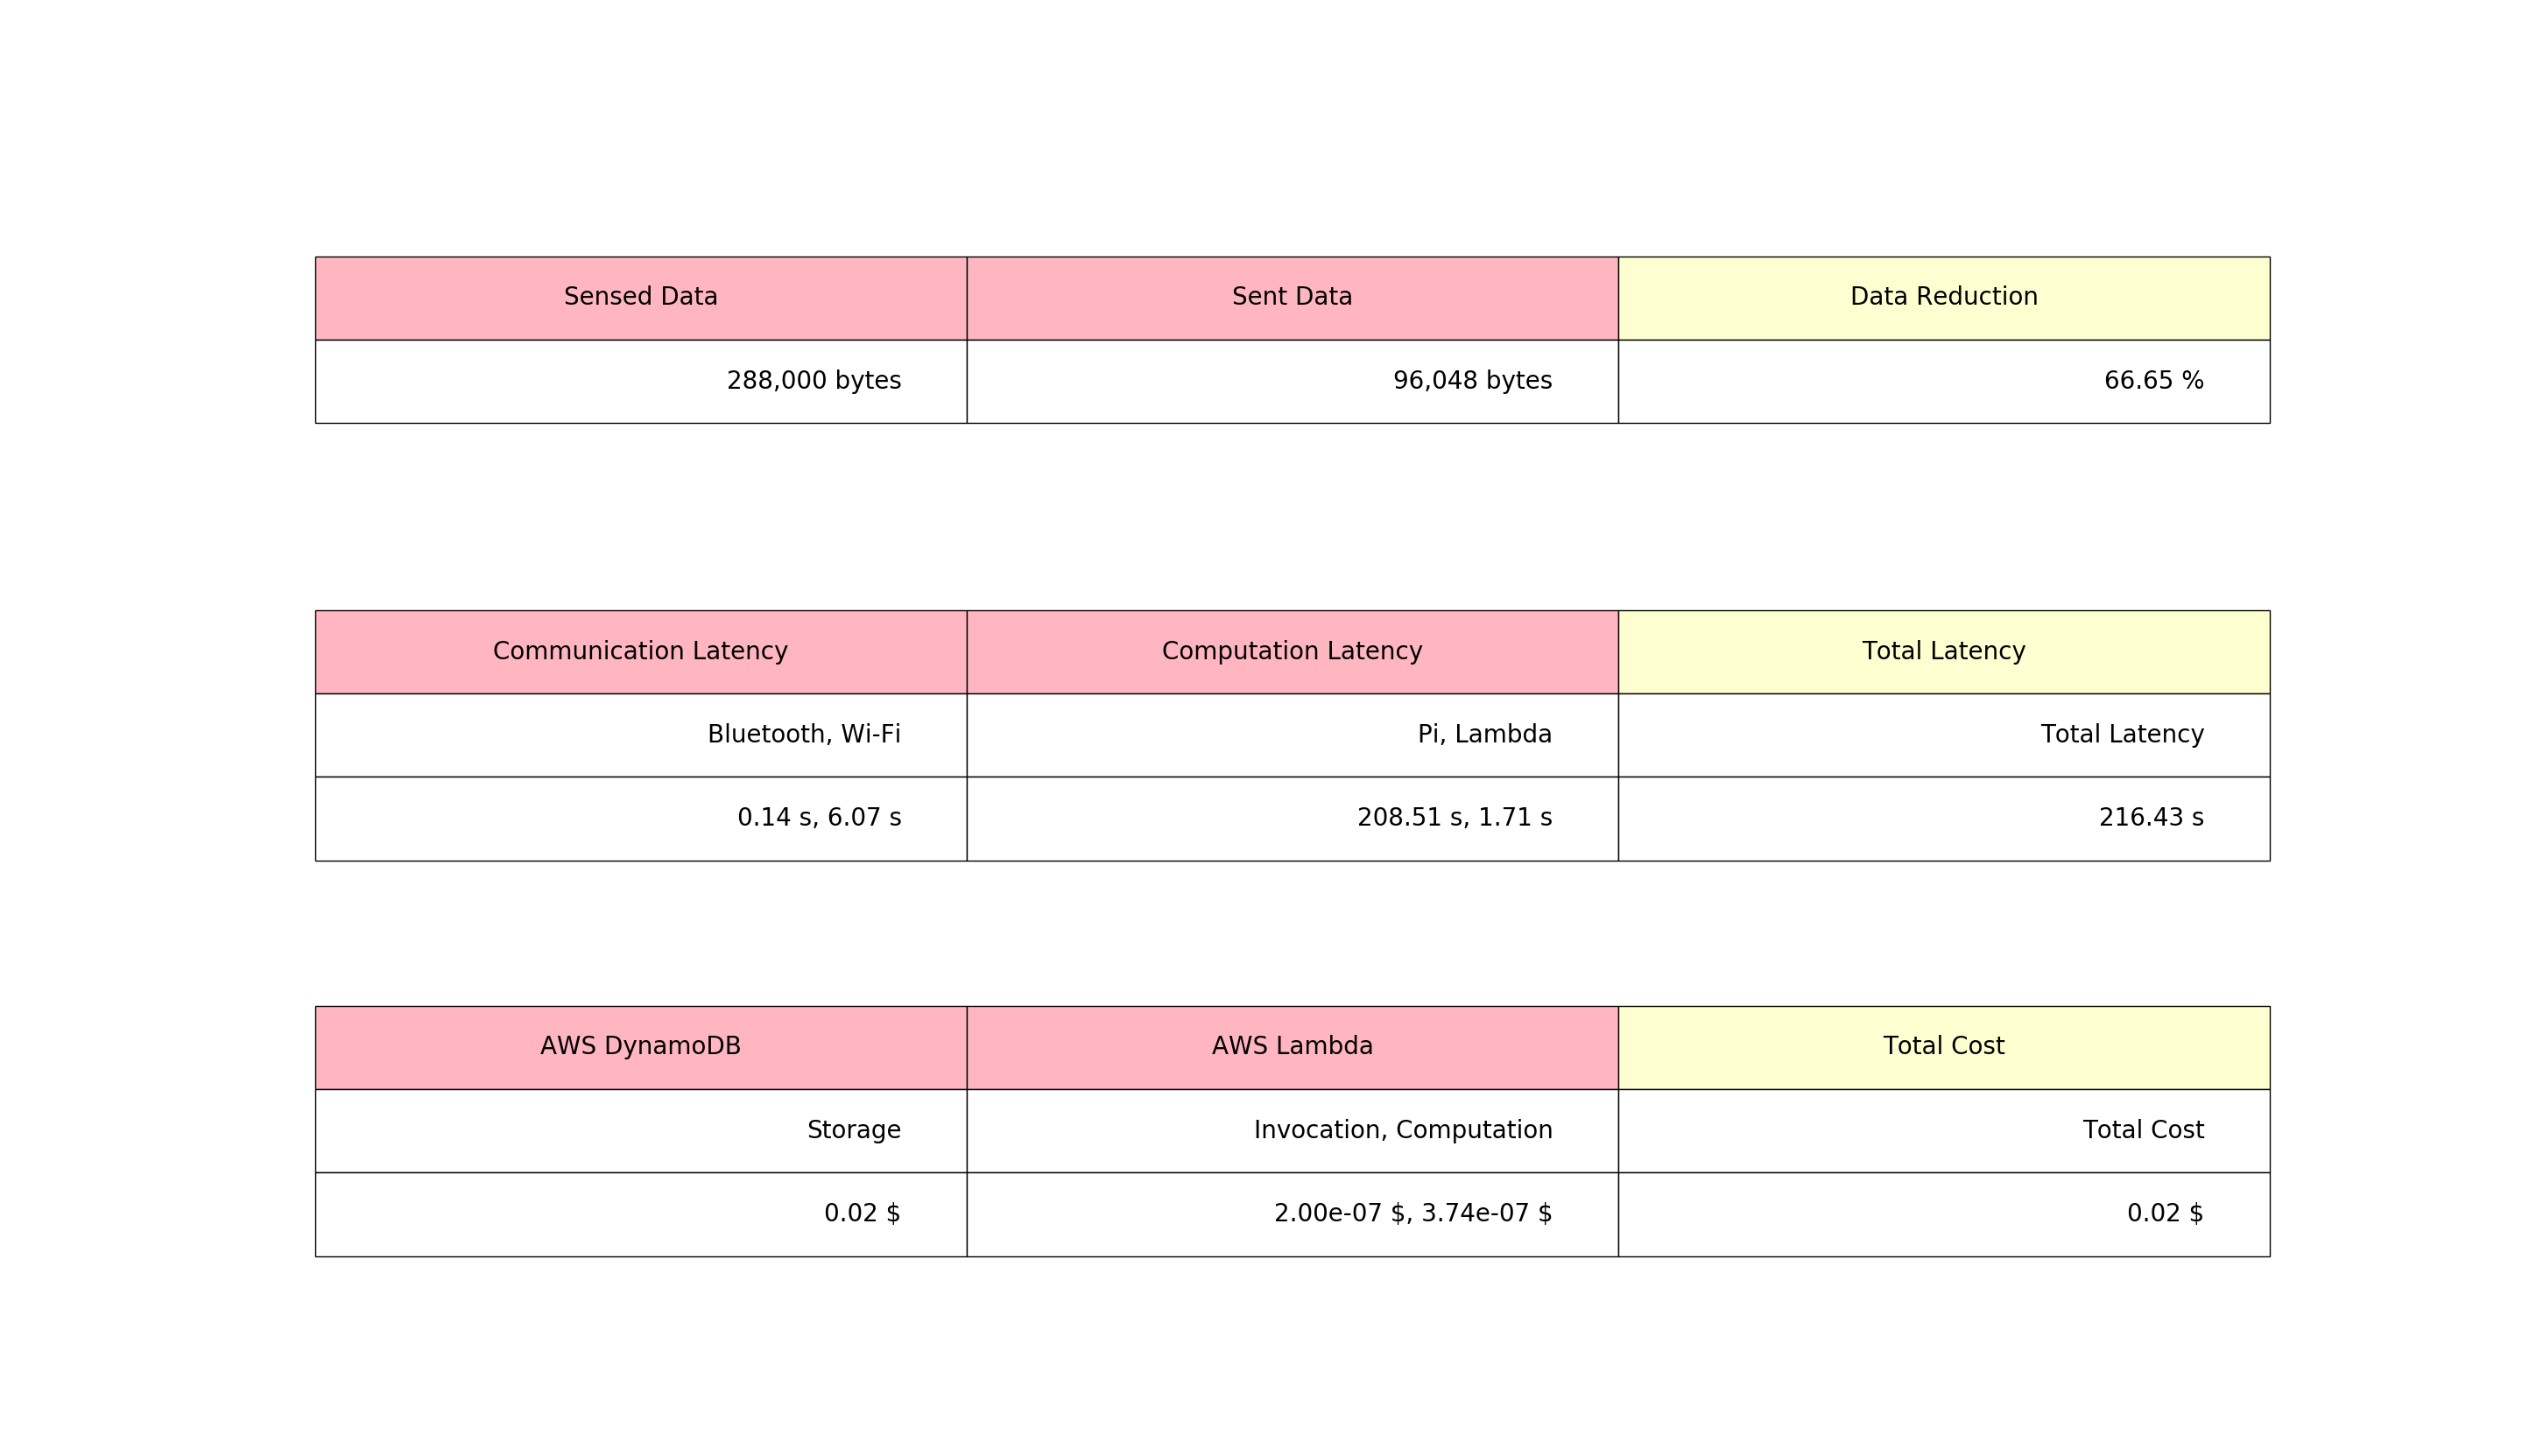 Sensed Data Sent Data Data Reduction
288,000 bytes 96,048 bytes 66.65 %
Communication Latency Computation Latency Total Latency
Bluetooth, Wi-Fi Pi, Lambda Total Latency
0.14 s, 6.07 s 208.51 s, 1.71 s 216.43 s
AWS DynamoDB AWS Lambda Total Cost
Storage Invocation, Computation Total Cost
0.02 $ 2.00e-07 $, 3.74e-07 $ 0.02 $